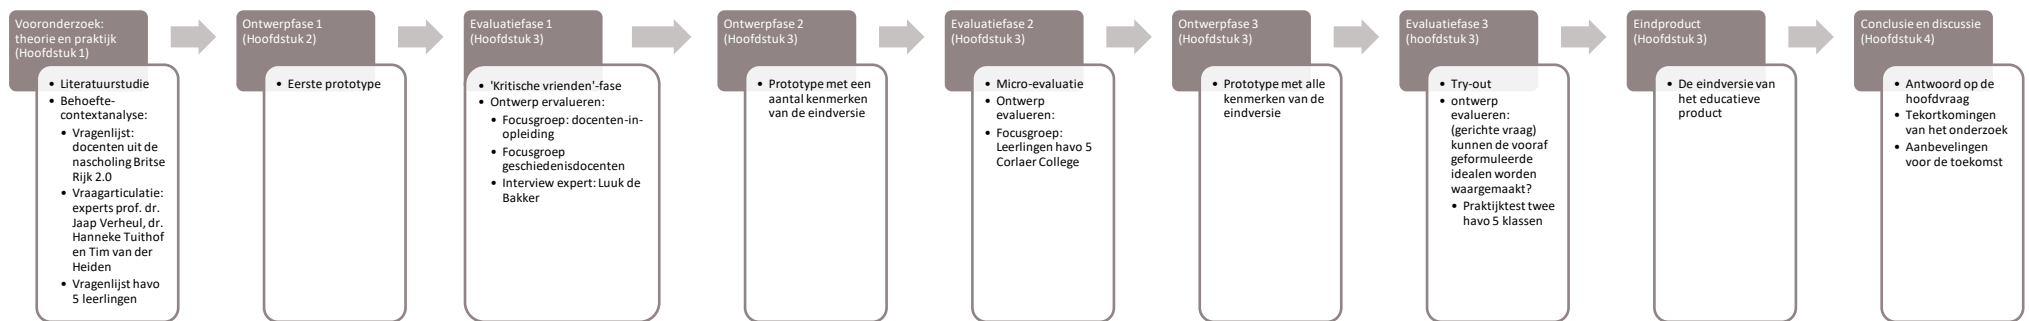 Vooronderzoek:
theorie en praktijk
(Hoofdstuk 1)
• Literatuurstudie
• Behoefte-
contextanalyse:
• Vragenlijst:
docenten uit de
nascholing Britse
Rijk 2.0
• Vraagarticulatie:
experts prof. dr.
Jaap Verheul, dr.
Hanneke Tuithof
en Tim van der
Heiden
• Vragenlijst havo
5 leerlingen
Ontwerpfase 1
(Hoofdstuk 2)
• Eerste prototype
Evaluatiefase 1
(Hoofdstuk 3)
• 'Kritische vrienden'-fase
• Ontwerp ervalueren:
• Focusgroep: docenten-in-
opleiding
• Focusgroep
geschiedenisdocenten
• Interview expert: Luuk de
Bakker
Ontwerpfase 2
(Hoofdstuk 3)
• Prototype met een
aantal kenmerken
van de eindversie
Evaluatiefase 2
(Hoofdstuk 3)
• Micro-evaluatie
• Ontwerp
evalueren:
• Focusgroep:
Leerlingen havo 5
Corlaer College
Ontwerpfase 3
(Hoofdstuk 3)
• Prototype met alle
kenmerken van de
eindversie
Evaluatiefase 3
(hoofdstuk 3)
• Try-out
• ontwerp
evalueren:
(gerichte vraag)
kunnen de vooraf
geformuleerde
idealen worden
waargemaakt?
• Praktijktest twee
havo 5 klassen
Eindproduct
(Hoofdstuk 3)
• De eindversie van
het educatieve
product
Conclusie en discussie
(Hoofdstuk 4)
• Antwoord op de
hoofdvraag
• Tekortkomingen
van het onderzoek
• Aanbevelingen
voor de toekomst